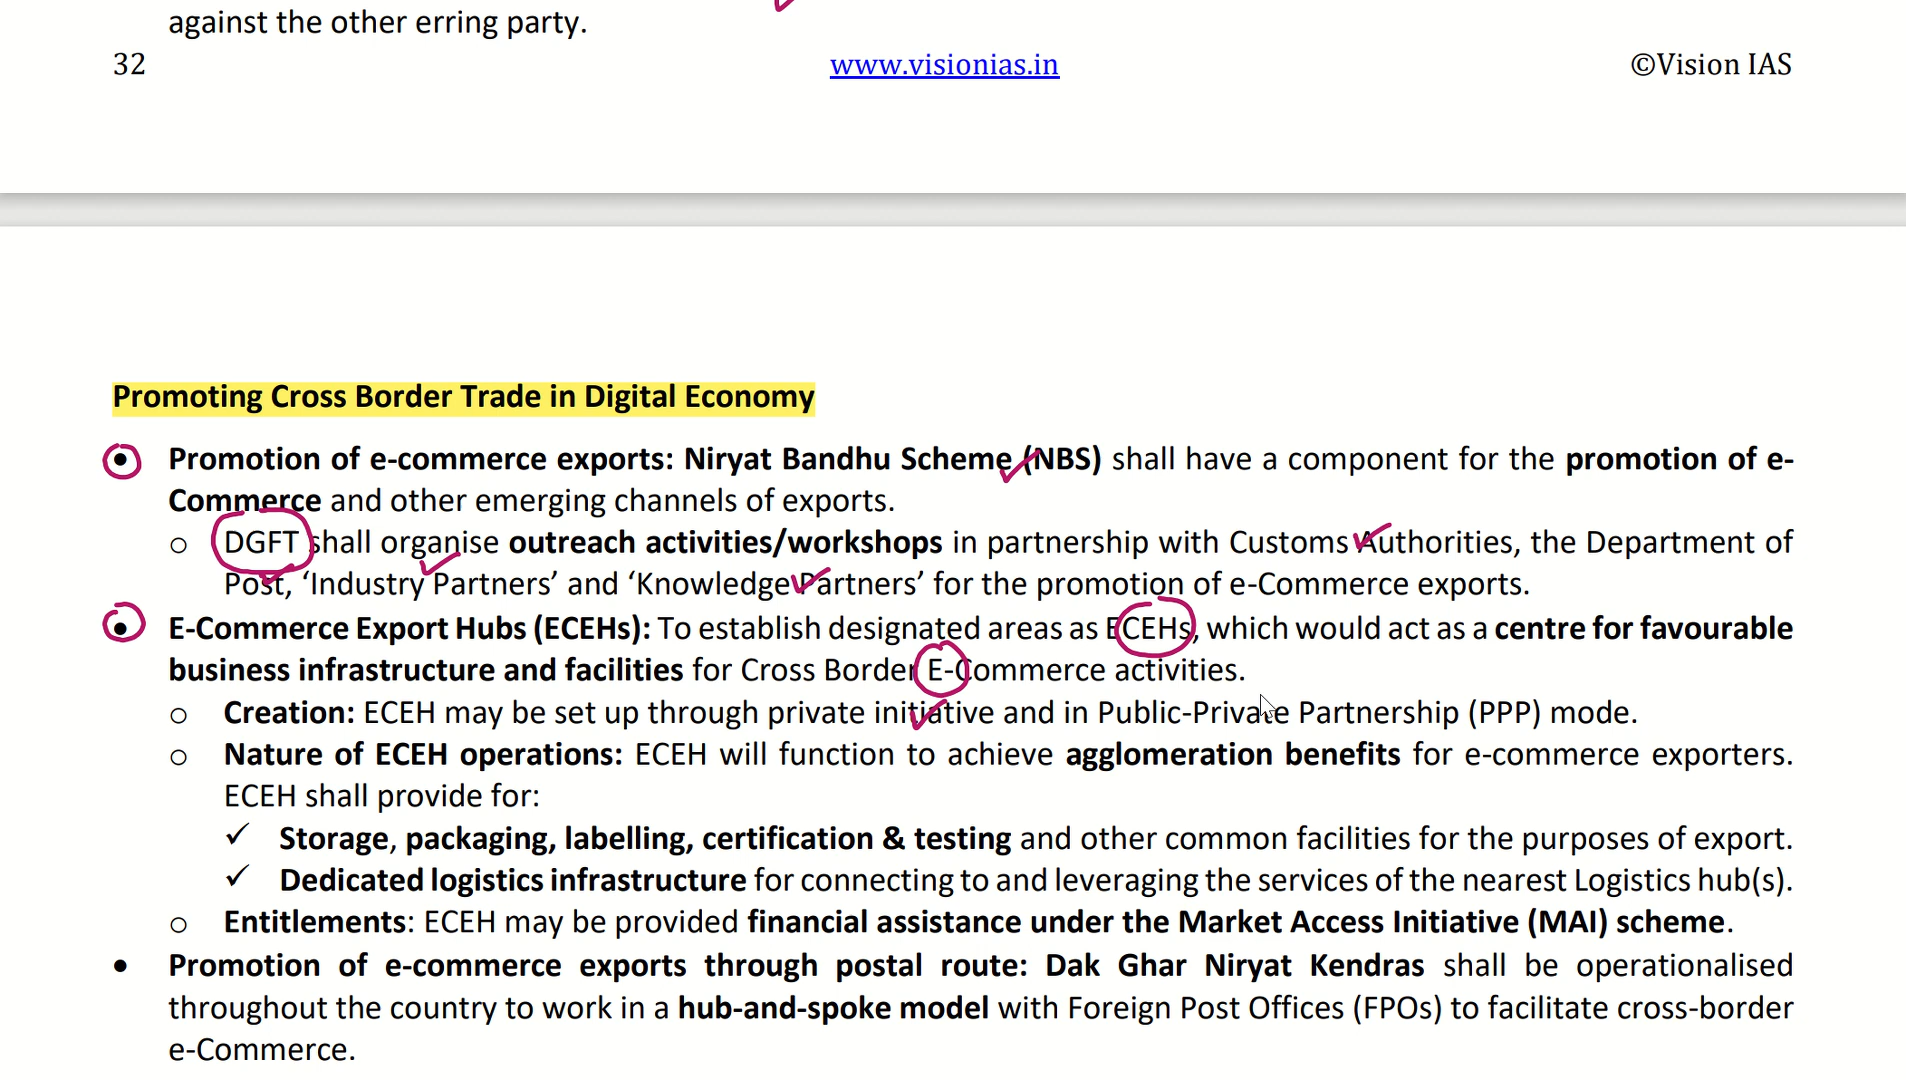 against the other erring party.
32 www.visionias.in ©Vision IAS
Promoting Cross Border Trade in Digital Economy
• Promotion of e-commerce exports: Niryat Bandhu Scheme (NBS) shall have a component for the promotion of e-
Commerce and other emerging channels of exports.
o DGFT shall organise outreach activities/workshops in partnership with Customs Authorities, the Department of
Post, ‘Industry Partners’ and ‘Knowledge Partners’ for the promotion of e-Commerce exports.
• E-Commerce Export Hubs (ECEHs): To establish designated areas as ECEHs, which would act as a centre for favourable
business infrastructure and facilities for Cross Border E-Commerce activities.
o Creation: ECEH may be set up through private initiative and in Public-Private Partnership (PPP) mode.
o Nature of ECEH operations: ECEH will function to achieve agglomeration benefits for e-commerce exporters.
ECEH shall provide for:
✓ Storage, packaging, labelling, certification & testing and other common facilities for the purposes of export.
✓ Dedicated logistics infrastructure for connecting to and leveraging the services of the nearest Logistics hub(s).
o Entitlements: ECEH may be provided financial assistance under the Market Access Initiative (MAI) scheme.
• Promotion of e-commerce exports through postal route: Dak Ghar Niryat Kendras shall be operationalised
throughout the country to work in a hub-and-spoke model with Foreign Post Offices (FPOs) to facilitate cross-border
e-Commerce.